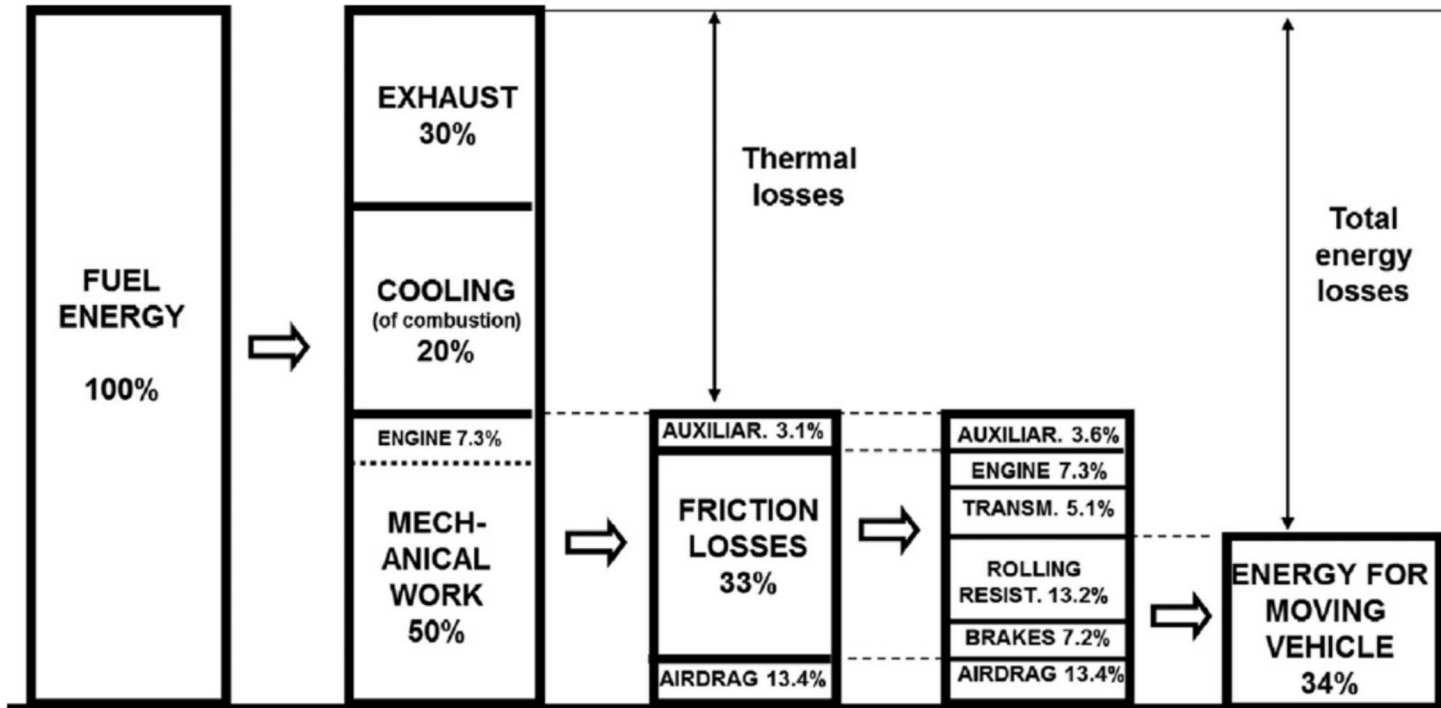 FUEL
ENERGY
100%
EXHAUST
30%
COOLING
(of combustion)
20%
ENGINE 7.3%
MECH-
ANICAL
WORK
50%
Thermal
losses
AUXILIAR. 3.1%
FRICTION
LOSSES
33%
AIRDRAG 13.4%
AUXILIAR. 3.6%
ENGINE 7.3%
TRANSM. 5.1%
ROLLING
RESIST. 13.2%
BRAKES 7.2%
AIRDRAG 13.4%
Total
energy
losses
ENERGY FOR
MOVING
VEHICLE
34%